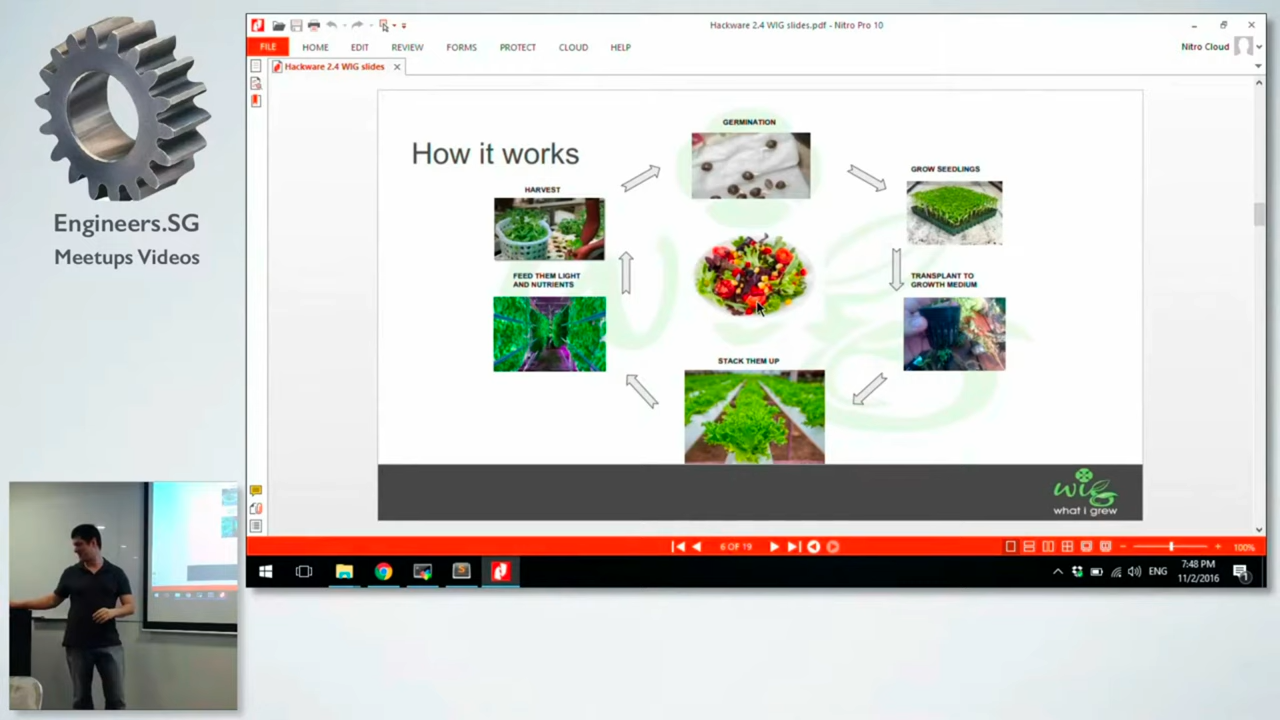 Engineers.SG
Meetups Videos
Hackware 2.4 WIG slides.pdf - Nitro Pro 10
FILE
HOME
EDIT
REVIEW
FORMS
PROTECT
CLOUD
HELP
Nitro Cloud
Hackware 2.4 WIG slides
How it works
GERMINATION
GROW SEEDLINGS
TRANSPLANT TO
GROWTH MEDIUM
STACK THEM UP
FEED THEM LIGHT
AND NUTRIENTS
HARVEST
wig
what i grew
6 OF 19
100%
ENG
7:48 PM
11/2/2016